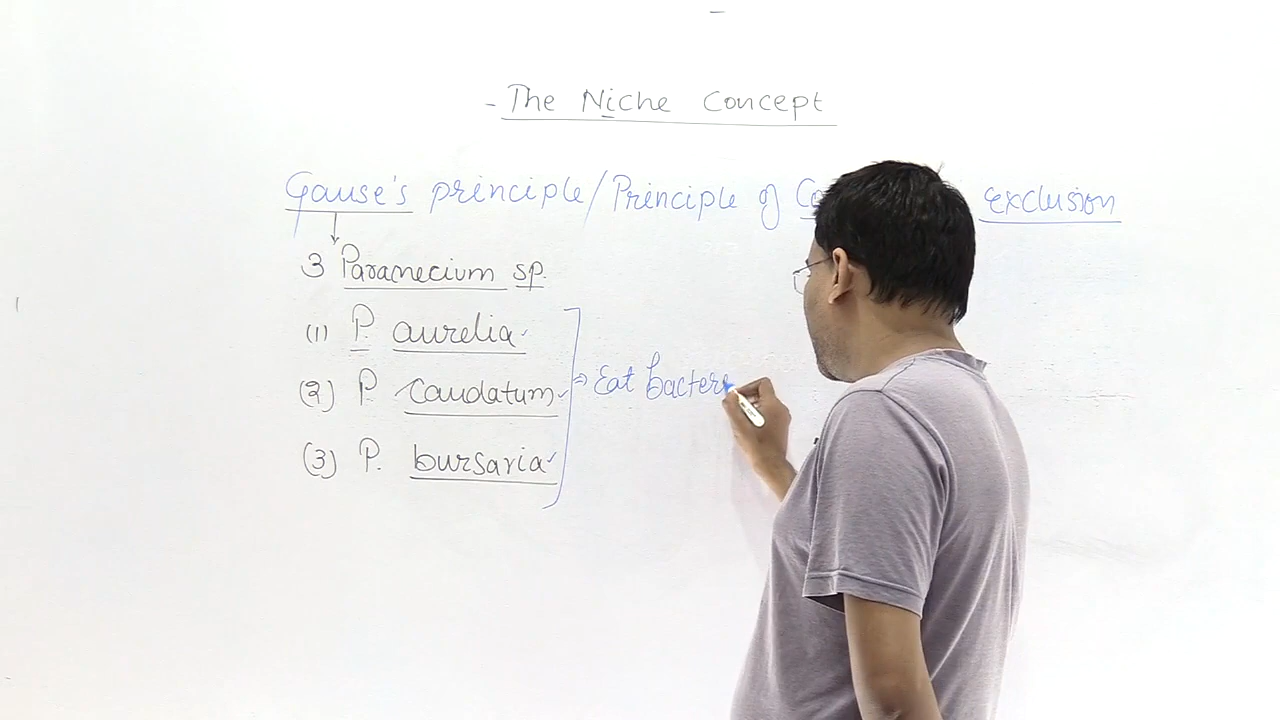 - The Niche Concept
Gause's principle/Principle of exclusion
3 Paramecium sp.
(1) P. aurelia
(2) P. caudatum
(3) P. bursaria
⇒ Eat bacter